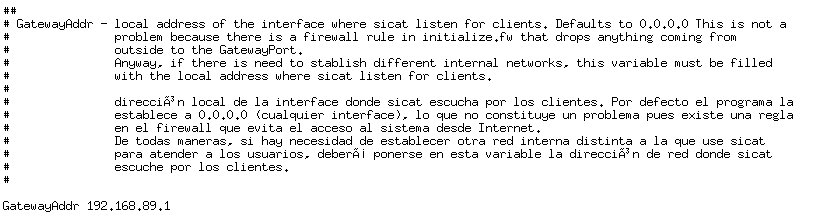 ##
# GatewayAddr - local address of the interface where sicat listen for clients. Defaults to 0.0.0.0 This is not a
# problem because there is a firewall rule in initialize.fw that drops anything coming from
# outside to the GatewayPort.
# Anyway, if there is need to stablish different internal networks, this variable must be filled
# with the local address where sicat listen for clients.
#
# direcciÃ³n local de la interface donde sicat escucha por los clientes. Por defecto el programa la
# establece a 0.0.0.0 (cualquier interface), lo que no constituye un problema pues existe una regla
# en el firewall que evita el acceso al sistema desde Internet.
# De todas maneras, si hay necesidad de establecer otra red interna distinta a la que use sicat
# para atender a los usuarios, deberÃ¡ ponerse en esta variable la direcciÃ³n de red donde sicat
# escuche por los clientes.
#
GatewayAddr 192.168.89.1